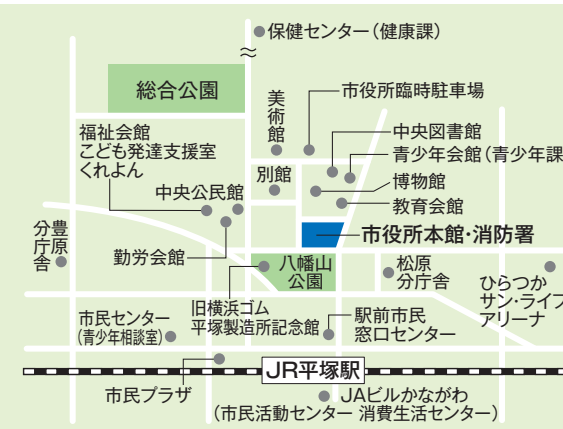 保健センター(健康課)
総合公園
美術館
市役所臨時駐車場
中央図書館
青少年会館(青少年課
福祉会館
こども発達支援室
くれよん
中央公民館
別館
博物館
教育会館
市役所本館・消防署
豊原
分庁舎
勤労会館
八幡山
公園
松原
分庁舎
ひらつか
サン・ライフ
アリーナ
旧横浜ゴム
平塚製造所記念館
駅前市民
窓口センター
市民センター
(青少年相談室)
JR平塚駅
市民プラザ
JAビルかながわ
(市民活動センター 消費生活センター)